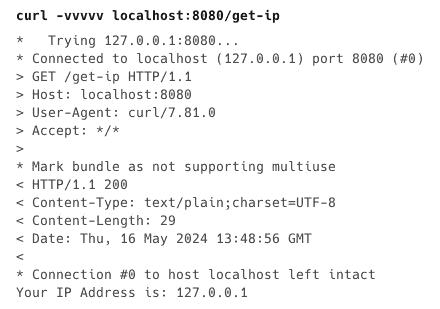 curl -vvvvv localhost:8080/get-ip
*   Trying 127.0.0.1:8080...
* Connected to localhost (127.0.0.1) port 8080 (#0)
> GET /get-ip HTTP/1.1
> Host: localhost:8080
> User-Agent: curl/7.81.0
> Accept: */*
>
* Mark bundle as not supporting multiuse
< HTTP/1.1 200
< Content-Type: text/plain;charset=UTF-8
< Content-Length: 29
< Date: Thu, 16 May 2024 13:48:56 GMT
<
* Connection #0 to host localhost left intact
Your IP Address is: 127.0.0.1